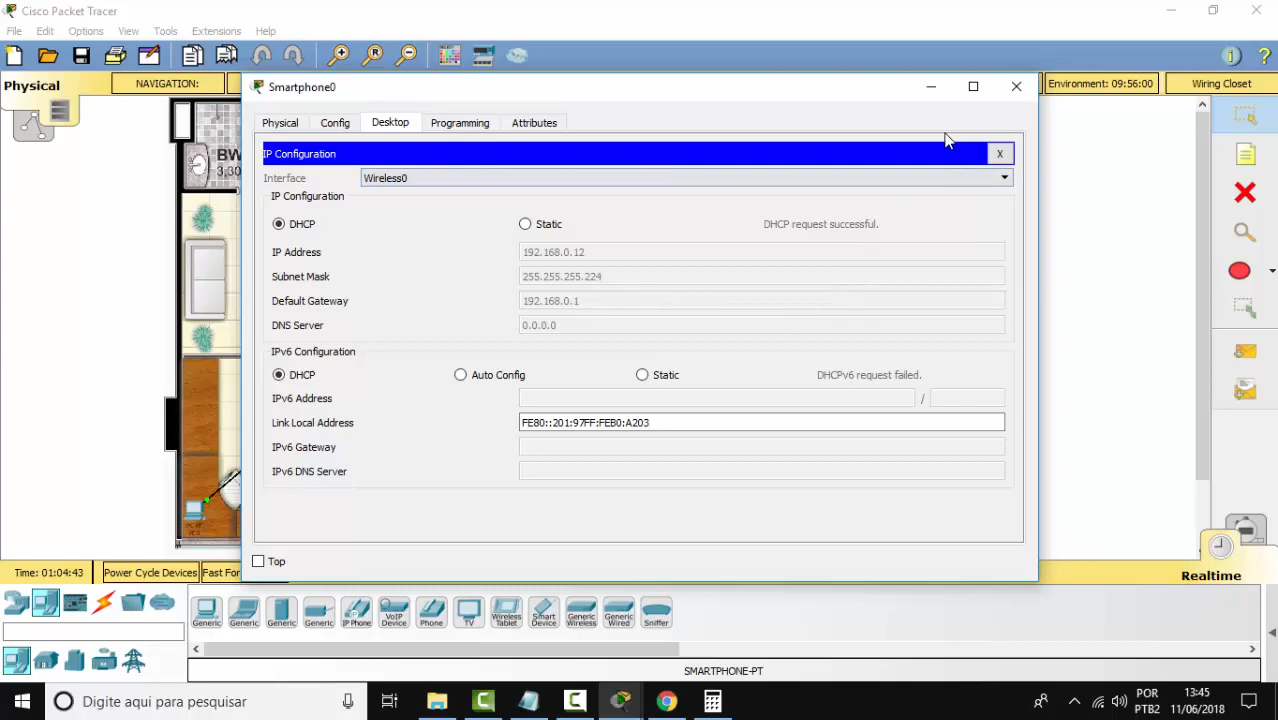 Cisco Packet Tracer
File Edit Options View Tools Extensions Help
Physical
NAVIGATION:
Environment: 09:56:00
Wiring Closet
Smartphone0
Physical Config Desktop Programming Attributes
IP Configuration X
Interface Wireless0
IP Configuration
DHCP Static DHCP request successful.
IP Address 192.168.0.12
Subnet Mask 255.255.255.224
Default Gateway 192.168.0.1
DNS Server 0.0.0.0
IPv6 Configuration
DHCP Auto Config Static DHCPv6 request failed.
IPv6 Address /
Link Local Address FE80::201:97FF:FEB0:A203
IPv6 Gateway
IPv6 DNS Server
Top
BW
3,30
Time: 01:04:43 Power Cycle Devices Fast For
Realtime
Generic Generic Generic Generic IP Phone VoIP Device Phone TV Wireless Tablet Smart Device Generic Wireless Generic Wired Sniffer
SMARTPHONE-PT
Digite aqui para pesquisar
POR
PTB2
13:45
11/06/2018